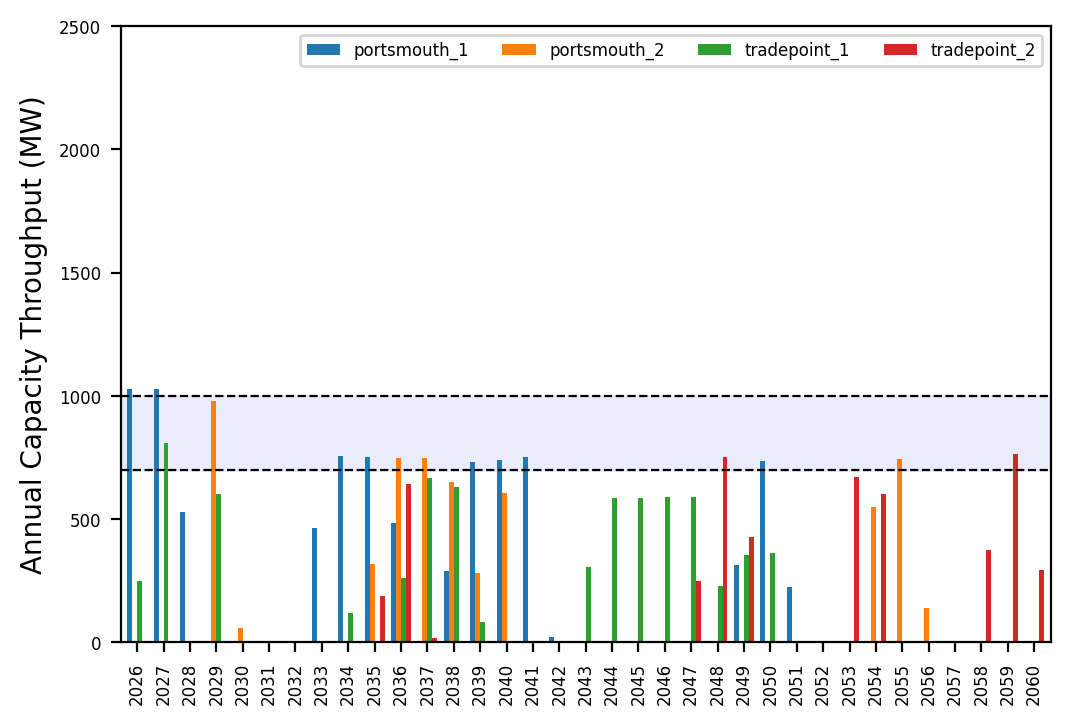 Annual Capacity Throughput (MW)
2500
2000
1500
1000
500
0
portsmouth_1 portsmouth_2 tradepoint_1 tradepoint_2
2026 2027 2028 2029 2030 2031 2032 2033 2034 2035 2036 2037 2038 2039 2040 2041 2042 2043 2044 2045 2046 2047 2048 2049 2050 2051 2052 2053 2054 2055 2056 2057 2058 2059 2060